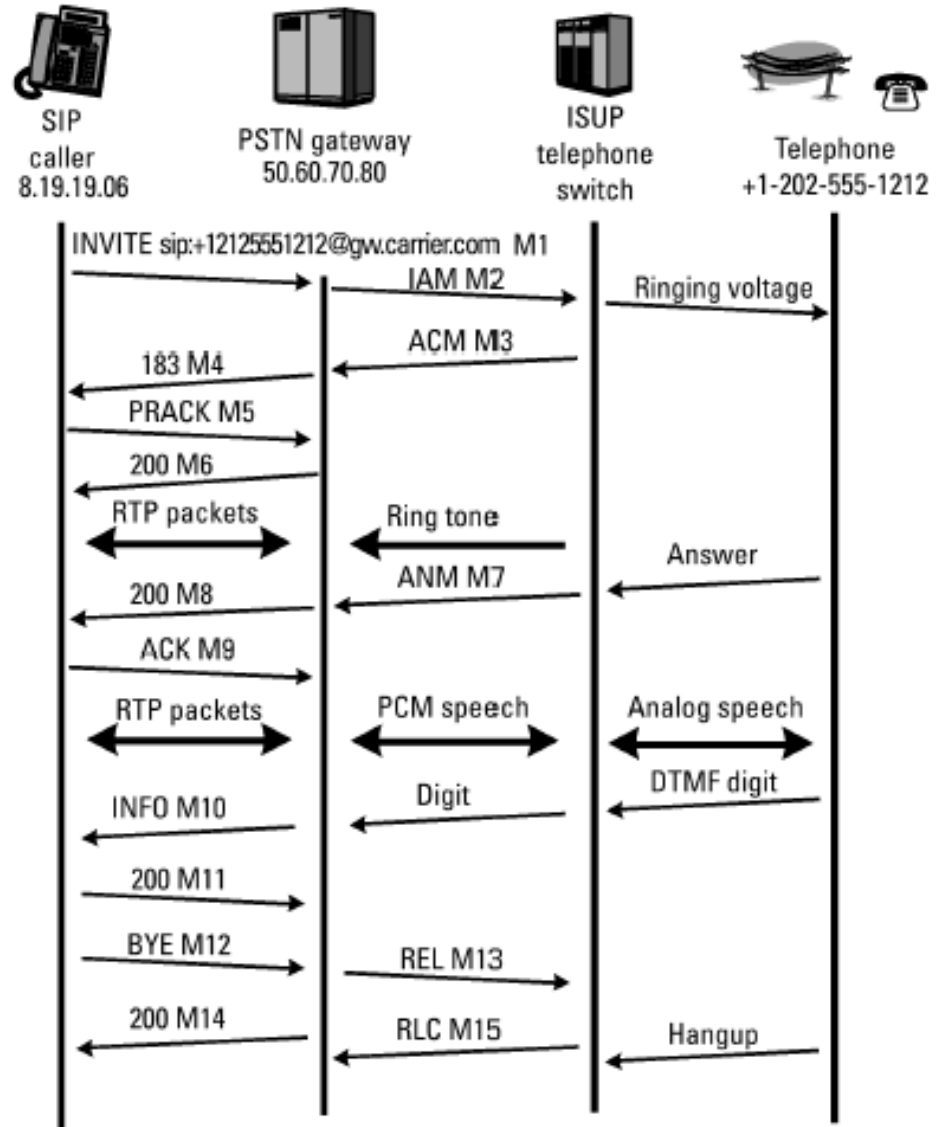 SIP
caller
8.19.19.06
PSTN gateway
50.60.70.80
ISUP
telephone
switch
Telephone
+1-202-555-1212
INVITE sip:+12125551212@gw.carrier.com M1
IAM M2
Ringing voltage
ACM M3
183 M4
PRACK M5
200 M6
RTP packets
Ring tone
Answer
ANM M7
200 M8
ACK M9
RTP packets
PCM speech
Analog speech
DTMF digit
Digit
INFO M10
200 M11
BYE M12
REL M13
200 M14
RLC M15
Hangup